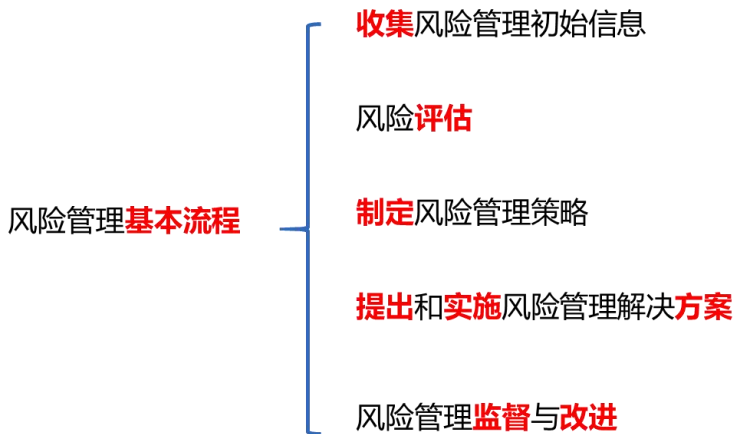 风险管理基本流程
收集风险管理初始信息
风险评估
制定风险管理策略
提出和实施风险管理解决方案
风险管理监督与改进